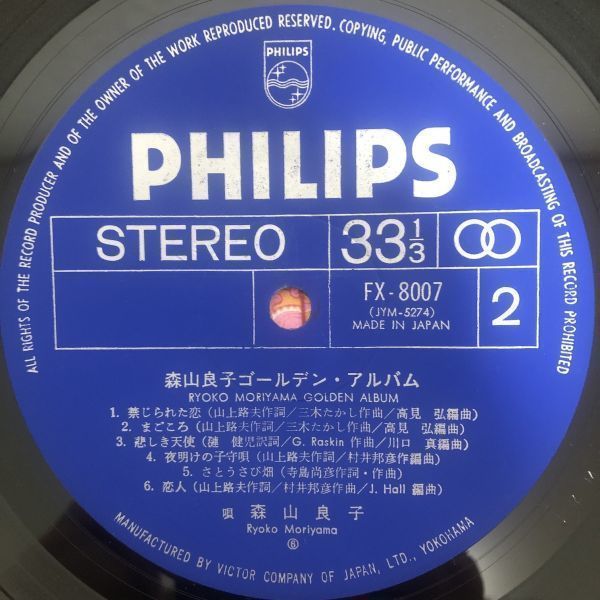 ALL RIGHTS OF THE RECORD PRODUCER AND OF THE OWNER OF THE WORK REPRODUCED RESERVED. COPYING, PUBLIC PERFORMANCE AND BROADCASTING OF THIS RECORD PROHIBITED
PHILIPS
PHILIPS
STEREO 33 1/3
FX-8007 2
(JYM-5274)
MADE IN JAPAN
森山良子ゴールデン・アルバム
RYOKO MORIYAMA GOLDEN ALBUM
1. 禁じられた恋 (山上路夫作詞/三木たかし作曲/高見 弘編曲)
2. まごころ (山上路夫作詞/三木たかし作曲/高見 弘編曲)
3. 悲しき天使 (漣 健児訳詞/G. Raskin 作曲/川口 真編曲)
4. 夜明けの子守唄 (山上路夫作詞/村井邦彦作編曲)
5. さとうきび畑 (寺島尚彦作詞・作曲)
6. 恋人 (山上路夫作詞/村井邦彦作曲/J. Hall 編曲)
唄 森山良子
Ryoko Moriyama
⑥
MANUFACTURED BY VICTOR COMPANY OF JAPAN, LTD., YOKOHAMA